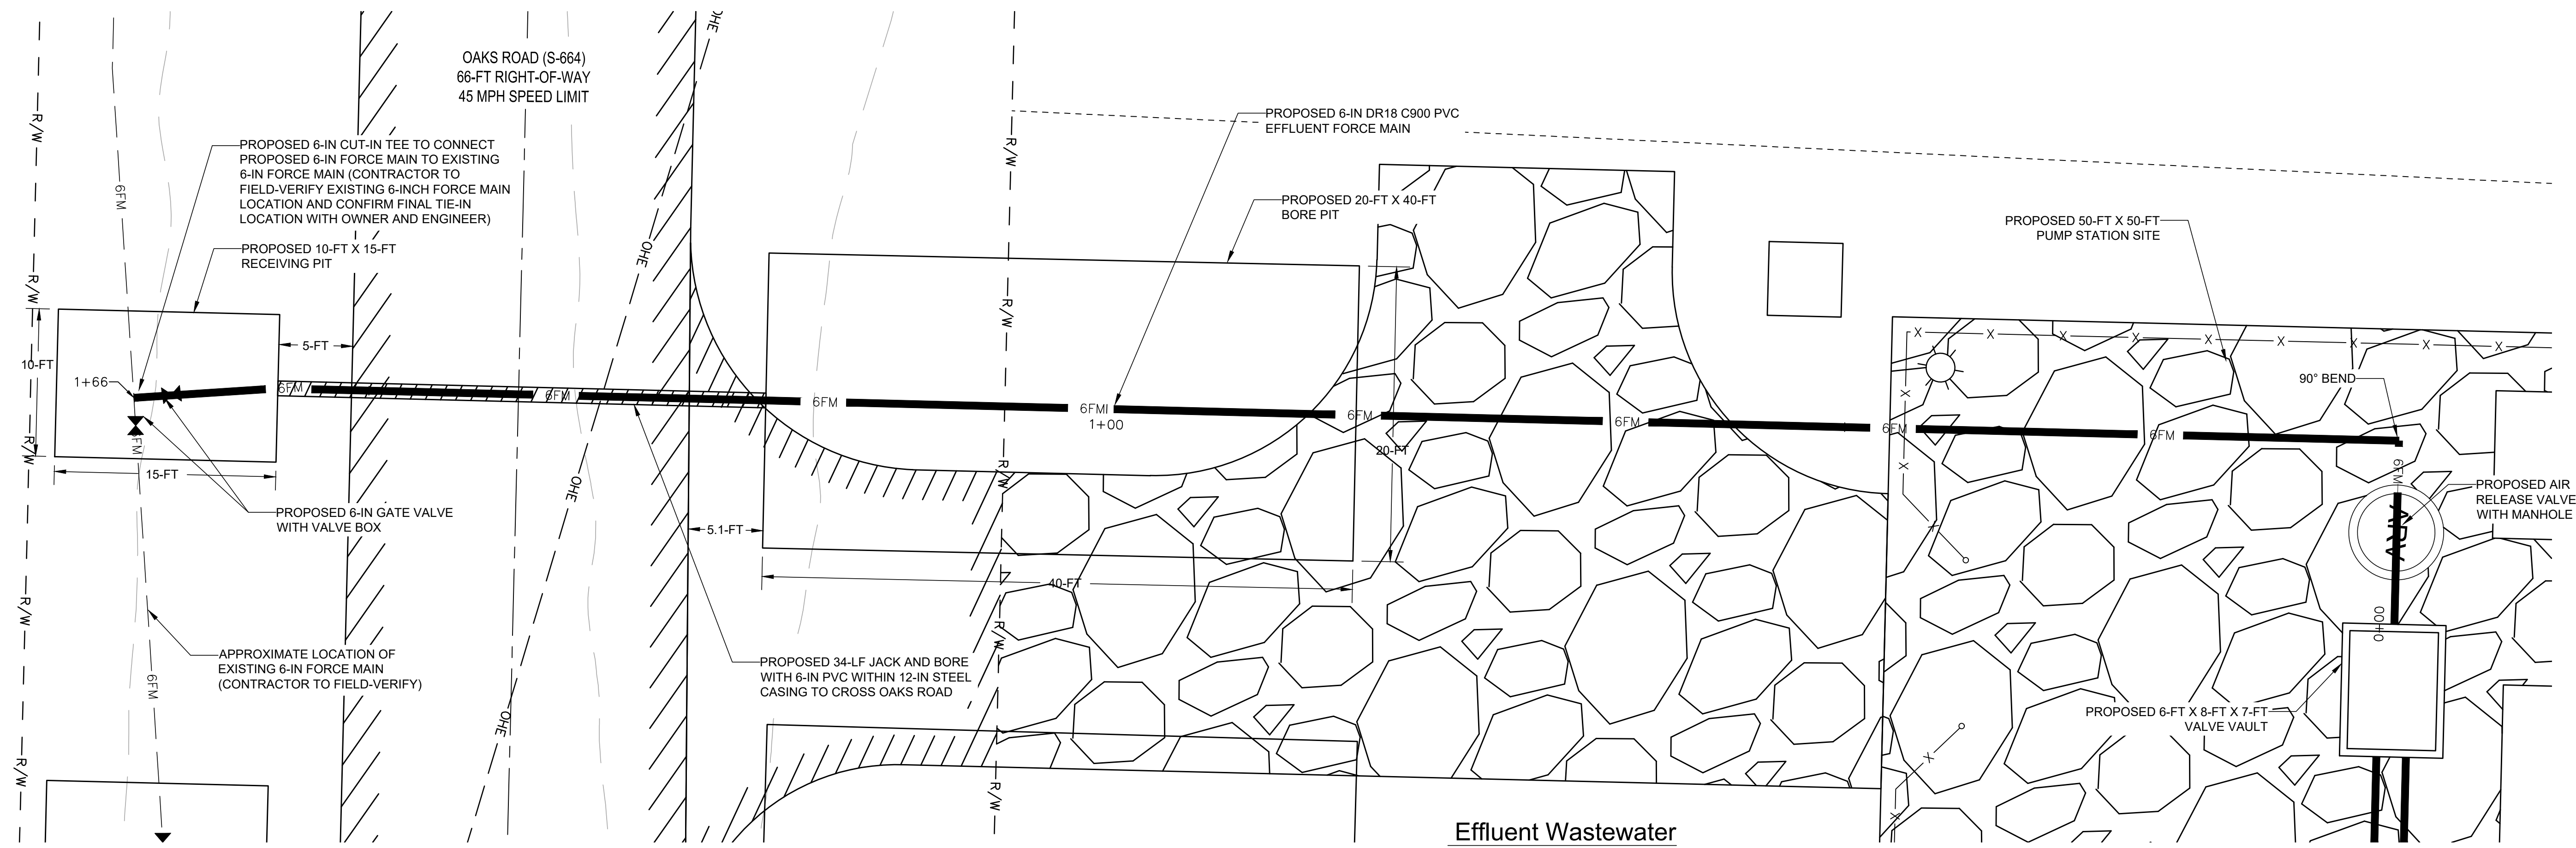 OAKS ROAD (S-664)
66-FT RIGHT-OF-WAY
45 MPH SPEED LIMIT
OHE
R/W
R/W
R/W
6FM
PROPOSED 6-IN CUT-IN TEE TO CONNECT
PROPOSED 6-IN FORCE MAIN TO EXISTING
6-IN FORCE MAIN (CONTRACTOR TO
FIELD-VERIFY EXISTING 6-INCH FORCE MAIN
LOCATION AND CONFIRM FINAL TIE-IN
LOCATION WITH OWNER AND ENGINEER)
PROPOSED 10-FT X 15-FT
RECEIVING PIT
OHE
PROPOSED 6-IN DR18 C900 PVC
EFFLUENT FORCE MAIN
PROPOSED 20-FT X 40-FT
BORE PIT
PROPOSED 50-FT X 50-FT
PUMP STATION SITE
R/W
R/W
X X X X X X X X X
5-FT
10-FT
1+66
90° BEND
6FM
6FM
6FM
6FM
1+00
6FM
6FM
6FM
6FM
X
X
X
20-FT
6FM
R/W
R/W
15-FT
6FM
PROPOSED 6-IN GATE VALVE
WITH VALVE BOX
OHE
5.1-FT
40-FT
PROPOSED AIR
RELEASE VALVE
WITH MANHOLE
ARV
0+00
R/W
R/W
APPROXIMATE LOCATION OF
EXISTING 6-IN FORCE MAIN
(CONTRACTOR TO FIELD-VERIFY)
6FM
OHE
PROPOSED 34-LF JACK AND BORE
WITH 6-IN PVC WITHIN 12-IN STEEL
CASING TO CROSS OAKS ROAD
PROPOSED 6-FT X 8-FT X 7-FT
VALVE VAULT
R/W
R/W
X
X
Effluent Wastewater